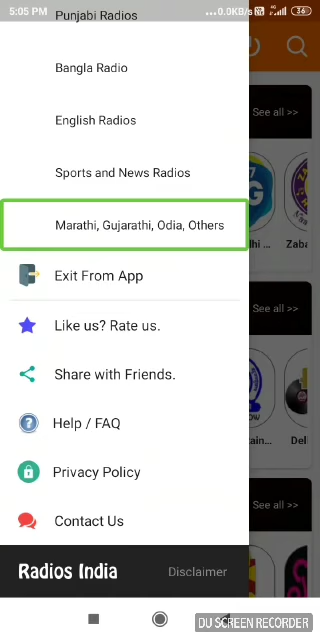 5:05 PM
...0.0KB/s 4G 36
Punjabi Radios
Bangla Radio
English Radios
See all >>
Sports and News Radios
Marathi, Gujarathi, Odia, Others
Exit From App
See all >>
Like us? Rate us.
Share with Friends.
Help / FAQ
Privacy Policy
See all >>
Contact Us
Radios India
Disclaimer
DU SCREEN RECORDER